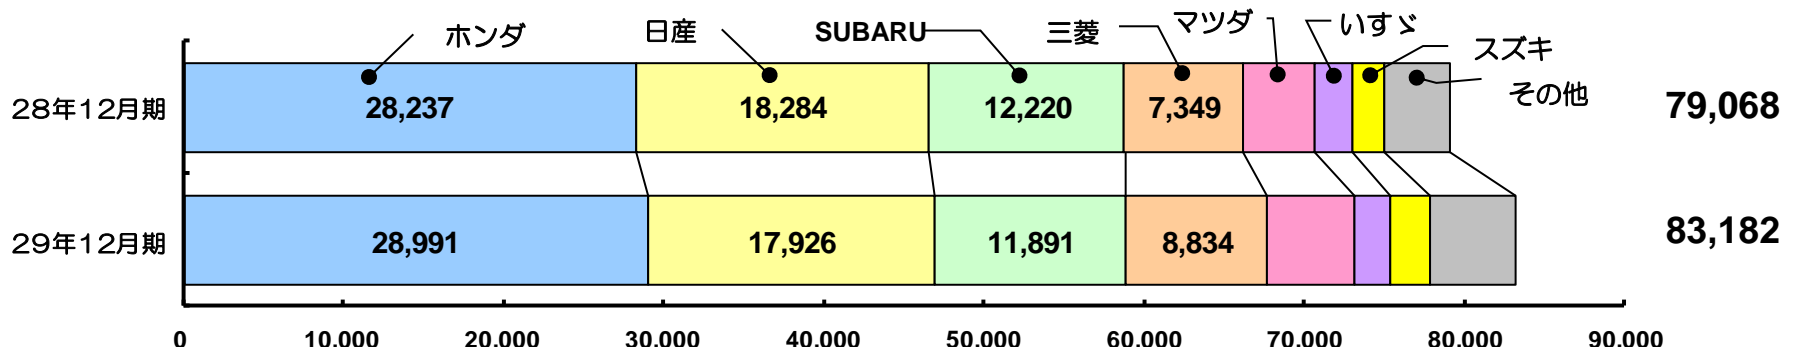 ホンダ 日産 SUBARU 三菱 マツダ いすゞ スズキ その他
28年12月期 28,237 18,284 12,220 7,349 79,068
29年12月期 28,991 17,926 11,891 8,834 83,182
0 10,000 20,000 30,000 40,000 50,000 60,000 70,000 80,000 90,000